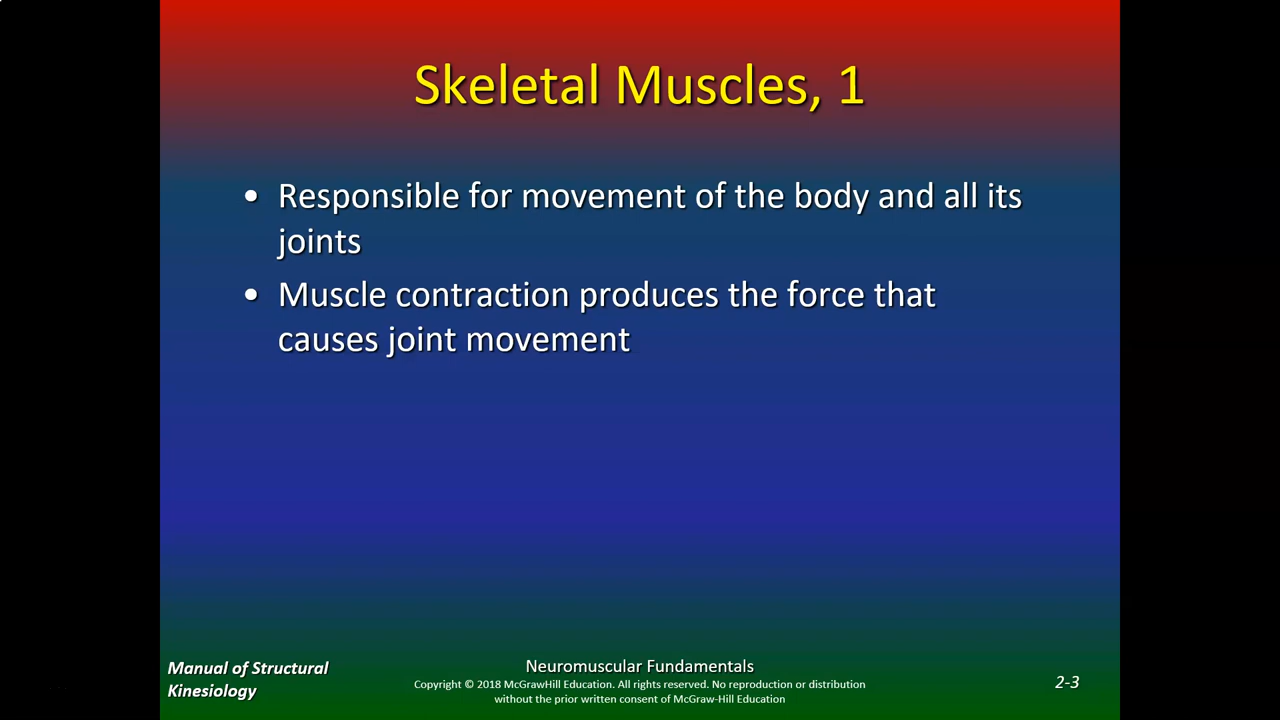 Skeletal Muscles, 1
• Responsible for movement of the body and all its
joints
• Muscle contraction produces the force that
causes joint movement
Manual of Structural
Kinesiology
Neuromuscular Fundamentals
Copyright © 2018 McGrawHill Education. All rights reserved. No reproduction or distribution
without the prior written consent of McGraw-Hill Education
2-3